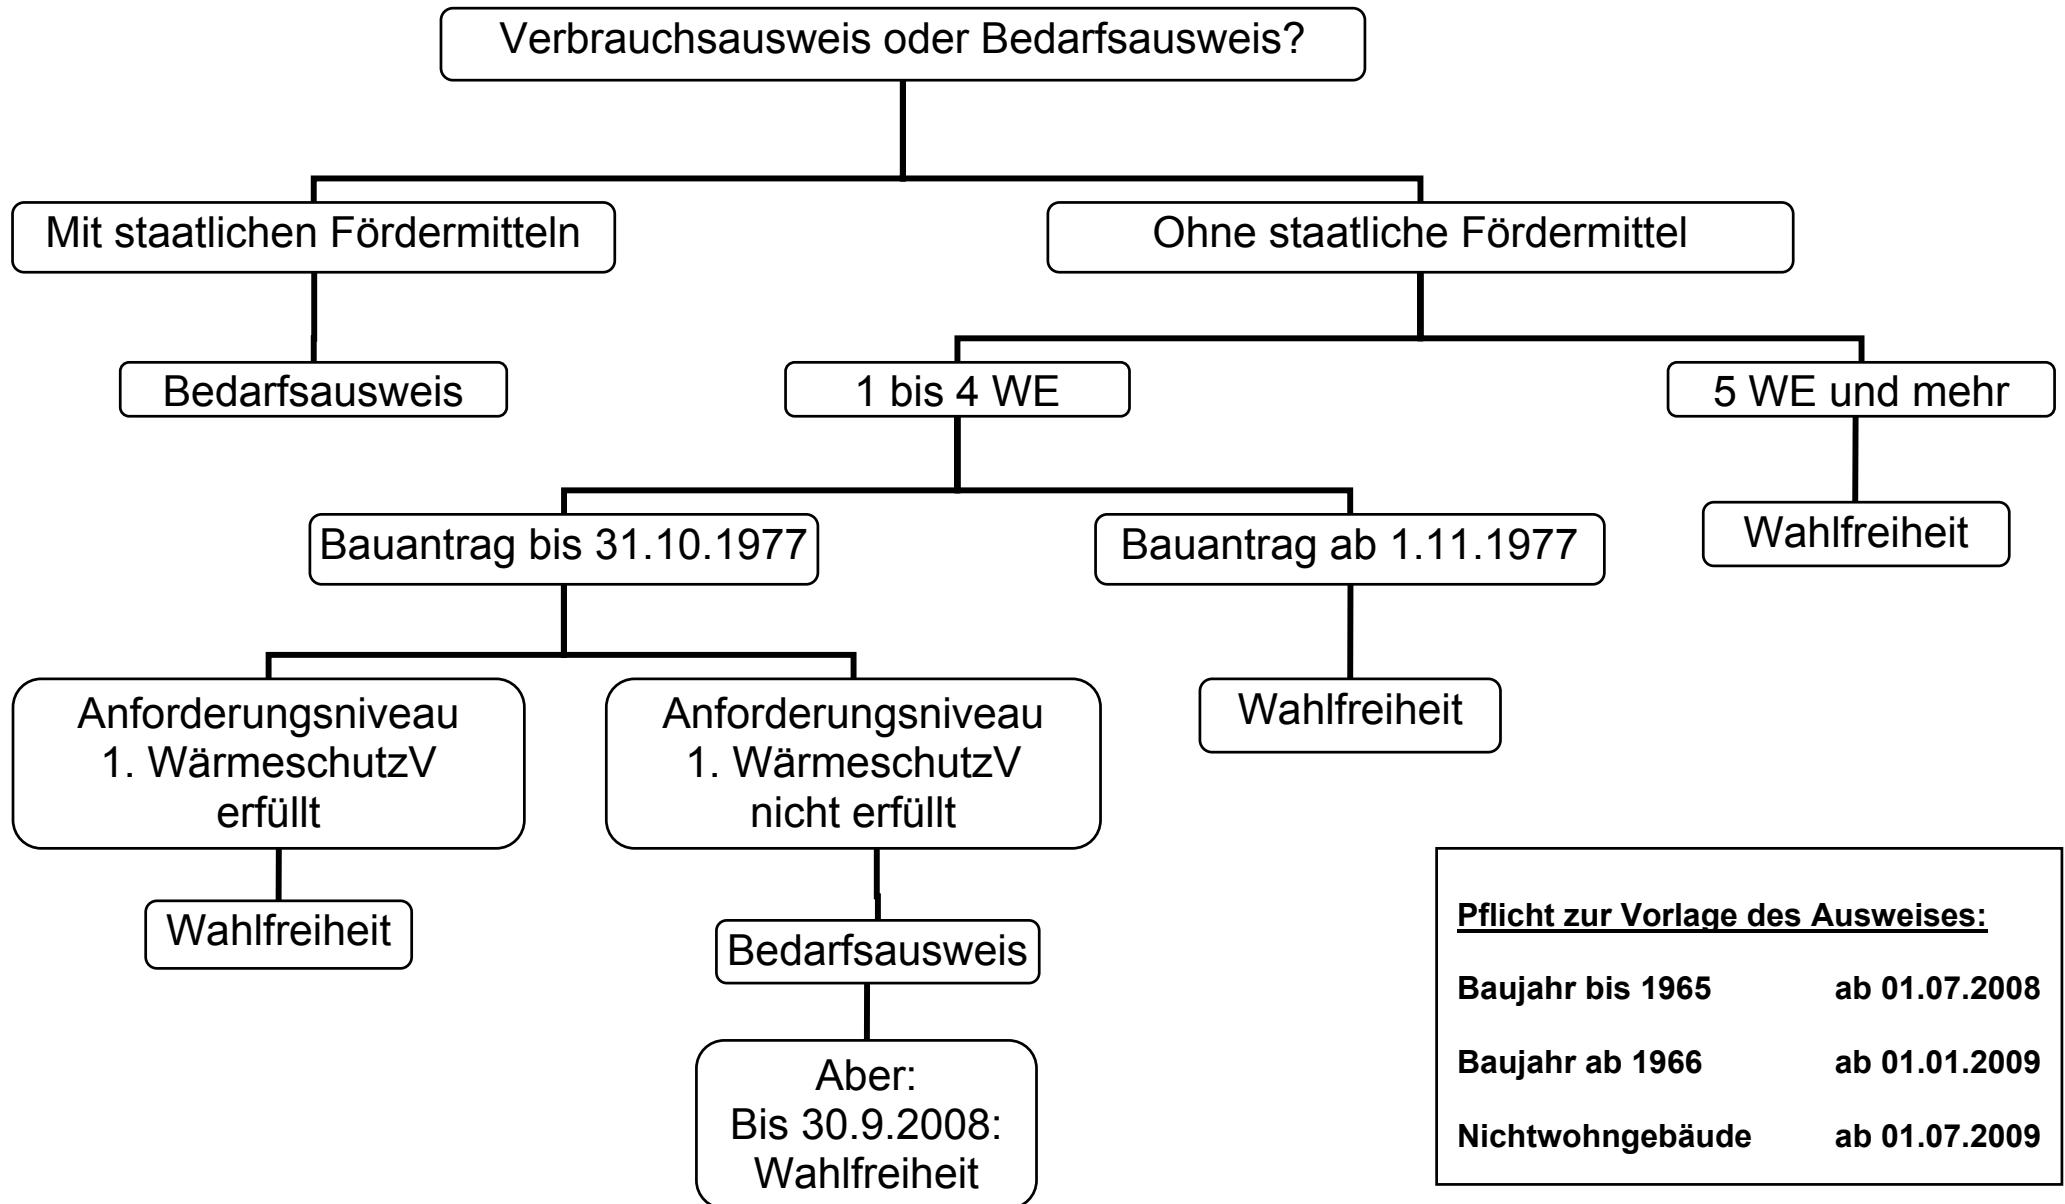 Verbrauchsausweis oder Bedarfsausweis?
Mit staatlichen Fördermitteln
Ohne staatliche Fördermittel
Bedarfsausweis
1 bis 4 WE
5 WE und mehr
Bauantrag bis 31.10.1977
Bauantrag ab 1.11.1977
Wahlfreiheit
Anforderungsniveau
1. WärmeschutzV
erfüllt
Anforderungsniveau
1. WärmeschutzV
nicht erfüllt
Wahlfreiheit
Wahlfreiheit
Bedarfsausweis
Aber:
Bis 30.9.2008:
Wahlfreiheit
Pflicht zur Vorlage des Ausweises:
Baujahr bis 1965 ab 01.07.2008
Baujahr ab 1966 ab 01.01.2009
Nichtwohngebäude ab 01.07.2009